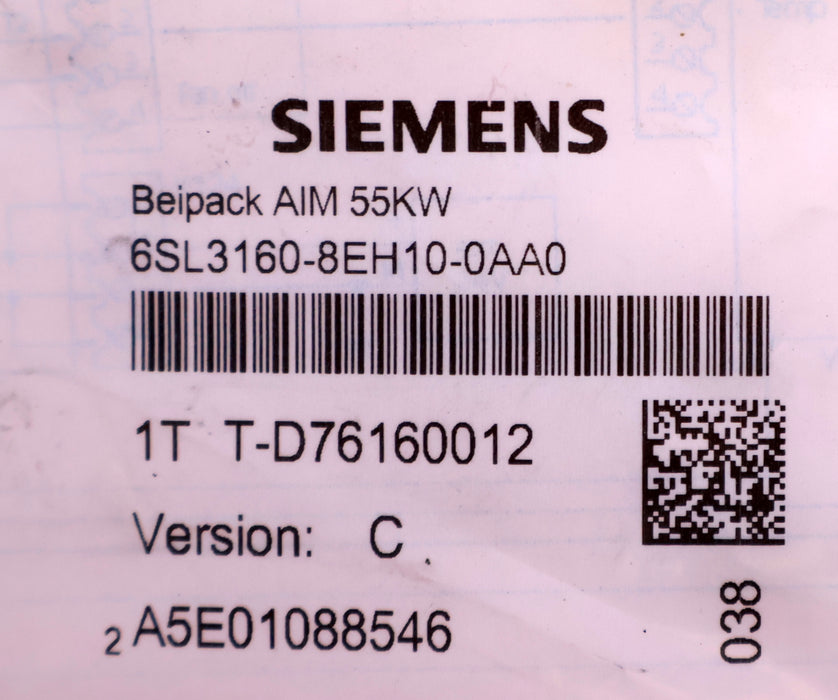 SIEMENS
Beipack AIM 55KW
6SL3160-8EH10-0AA0
1T T-D76160012
Version: C
2 A5E01088546
038